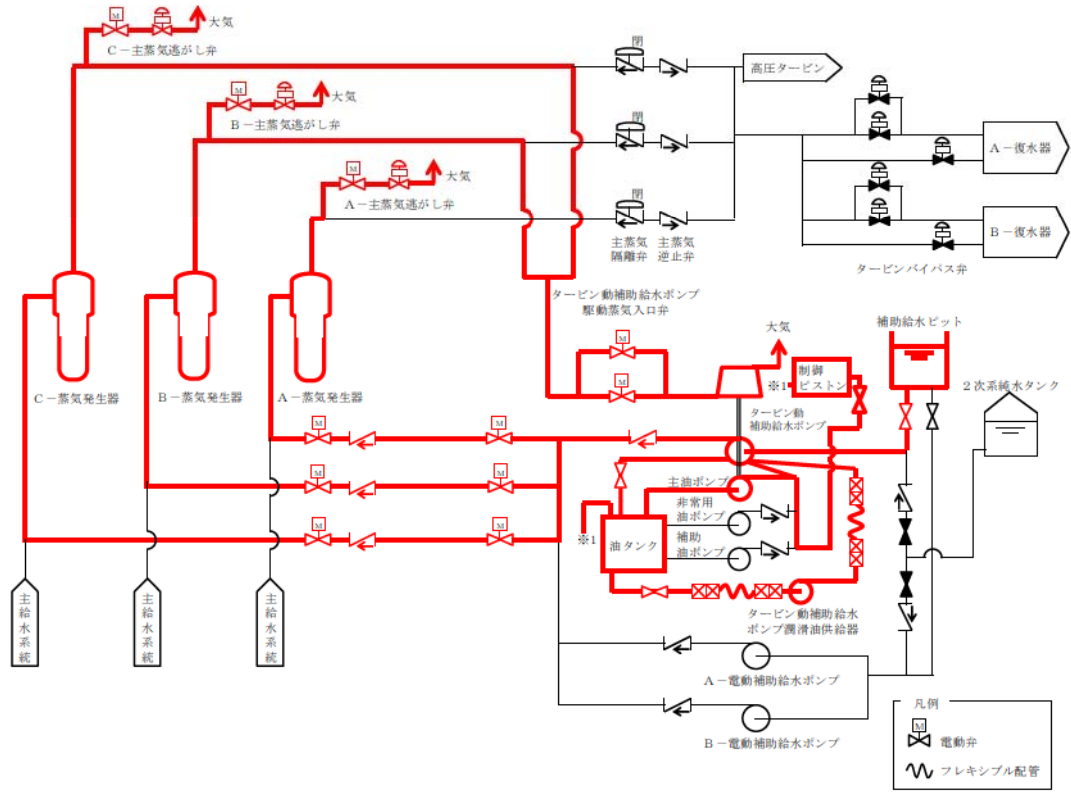 M
大気
C－主蒸気逃がし弁
M
大気
B－主蒸気逃がし弁
M
大気
A－主蒸気逃がし弁
閉
閉
閉
主蒸気
隔離弁
主蒸気
逆止弁
高圧タービン
A－復水器
B－復水器
タービンバイパス弁
タービン動補助給水ポンプ
駆動蒸気入口弁
M
M
大気
※1
制御
ピストン
補助給水ピット
2次系純水タンク
C－蒸気発生器
B－蒸気発生器
A－蒸気発生器
タービン動
補助給水ポンプ
M
M
M
M
M
M
主油ポンプ
非常用
油ポンプ
補助
油ポンプ
※1
油タンク
タービン動補助給水
ポンプ潤滑油供給器
主給水系統
主給水系統
主給水系統
A－電動補助給水ポンプ
B－電動補助給水ポンプ
凡例
M
電動弁
フレキシブル配管